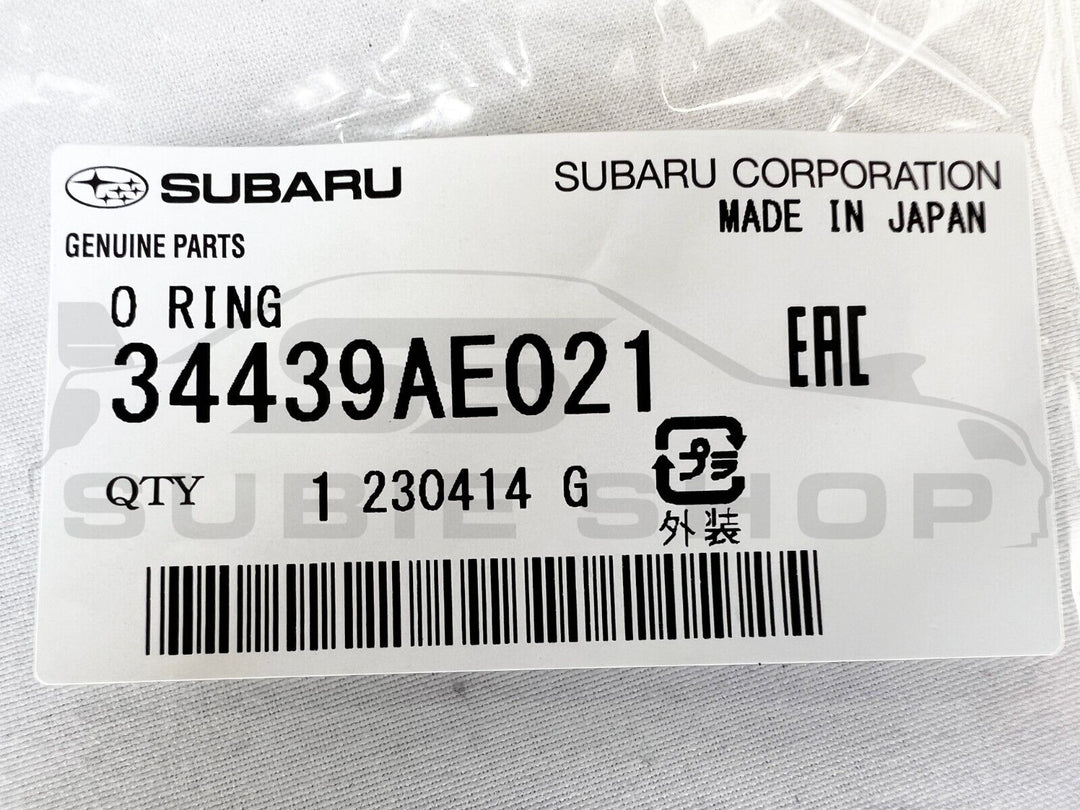 SUBARU
SUBARU CORPORATION
MADE IN JAPAN
GENUINE PARTS
O RING
34439AE021
EAC
QTY 1 230414 G
プラ
外装
SUBIE SHOP